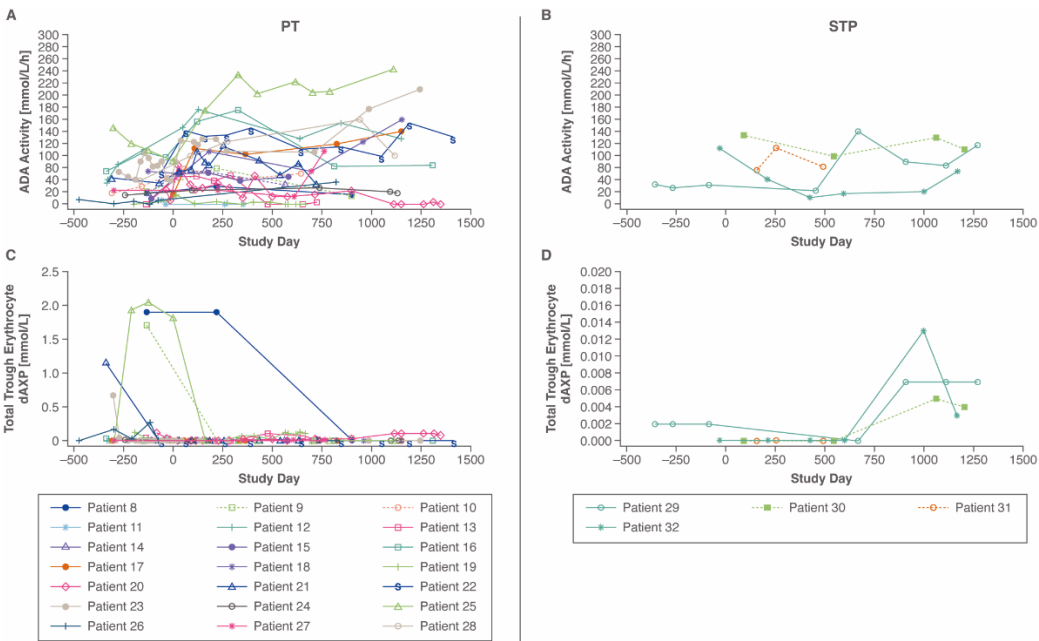 A
PT
ADA Activity [mmol/L/h]
300
280
260
240
220
200
180
160
140
120
100
80
60
40
20
0
−500 −250 0 250 500 750 1000 1250 1500
Study Day
B
STP
ADA Activity [mmol/L/h]
300
280
260
240
220
200
180
160
140
120
100
80
60
40
20
0
−500 −250 0 250 500 750 1000 1250 1500
Study Day
C
Total Trough Erythrocyte
dAXP [mmol/L]
2.5
2.0
1.5
1.0
0.5
0
−500 −250 0 250 500 750 1000 1250 1500
Study Day
D
Total Trough Erythrocyte
dAXP [mmol/L]
0.020
0.018
0.016
0.014
0.012
0.010
0.008
0.006
0.004
0.002
0.000
−500 −250 0 250 500 750 1000 1250 1500
Study Day
Patient 8 Patient 9 Patient 10
Patient 11 Patient 12 Patient 13
Patient 14 Patient 15 Patient 16
Patient 17 Patient 18 Patient 19
Patient 20 Patient 21 Patient 22
Patient 23 Patient 24 Patient 25
Patient 26 Patient 27 Patient 28
Patient 29 Patient 30 Patient 31
Patient 32